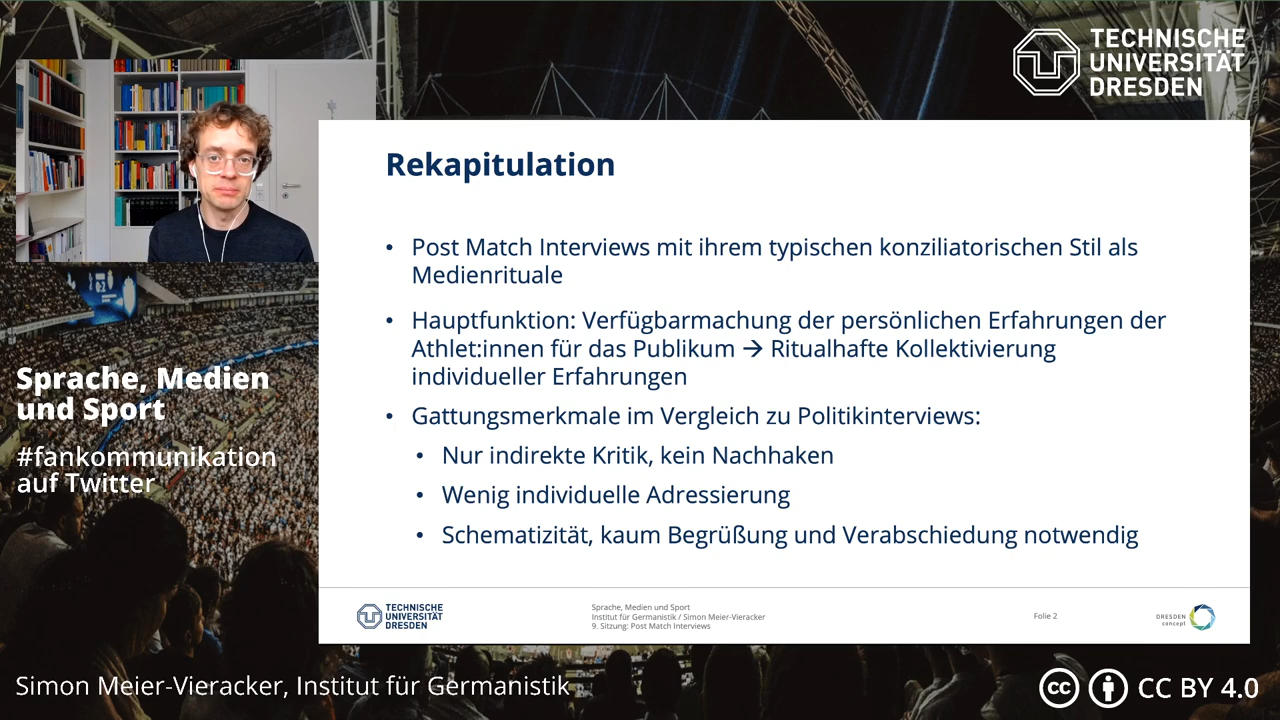 TECHNISCHE
UNIVERSITÄT
DRESDEN
Rekapitulation
• Post Match Interviews mit ihrem typischen konziliatorischen Stil als
Medienrituale
• Hauptfunktion: Verfügbarmachung der persönlichen Erfahrungen der
Athlet:innen für das Publikum → Ritualhafte Kollektivierung
individueller Erfahrungen
• Gattungsmerkmale im Vergleich zu Politikinterviews:
• Nur indirekte Kritik, kein Nachhaken
• Wenig individuelle Adressierung
• Schematizität, kaum Begrüßung und Verabschiedung notwendig
Sprache, Medien
und Sport
#fankommunikation
auf Twitter
TECHNISCHE
UNIVERSITÄT
DRESDEN
Sprache, Medien und Sport
Institut für Germanistik / Simon Meier-Vieracker
9. Sitzung: Post Match Interviews
Folie 2
DRESDEN
concept
Simon Meier-Vieracker, Institut für Germanistik
cc
CC BY 4.0